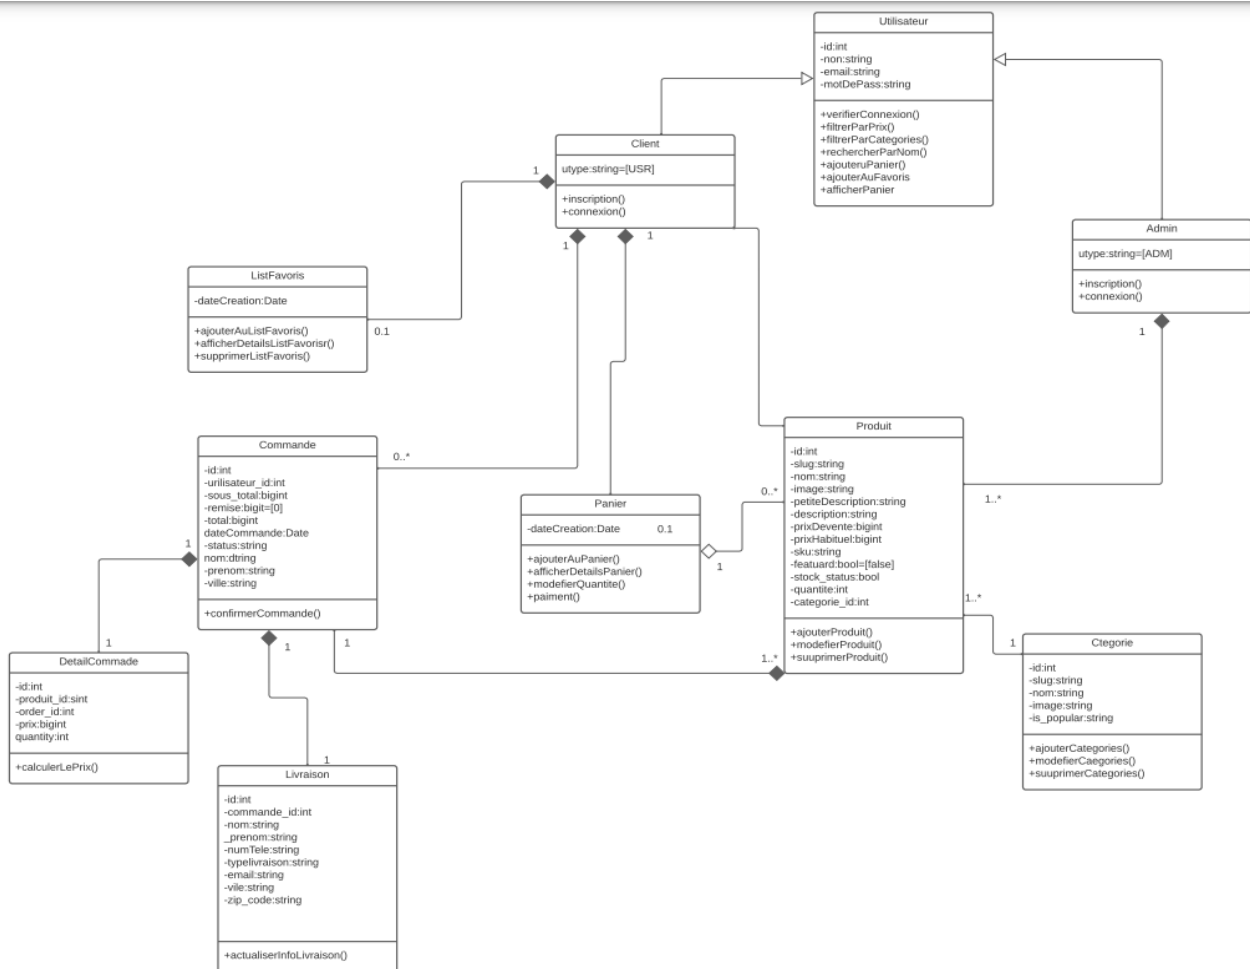 Utilisateur
-id:int
-non:string
-email:string
-motDePass:string
+verifierConnexion()
+filtrerParPrix()
+filtrerParCategories()
+rechercherParNom()
+ajouteruPanier()
+ajouterAuFavoris
+afficherPanier
Client
utype:string=[USR]
+inscription()
+connexion()
1
1
1
Admin
utype:string=[ADM]
+inscription()
+connexion()
1
ListFavoris
-dateCreation:Date
+ajouterAuListFavoris()
+afficherDetailsListFavorisr()
+supprimerListFavoris()
0.1
Commande
-id:int
-urilisateur_id:int
-sous_total:bigint
-remise:bigit=[0]
-total:bigint
dateCommande:Date
-status:string
nom:dtring
-prenom:string
-ville:string
+confirmerCommande()
0..*
1
1
1
Panier
-dateCreation:Date 0.1
+ajouterAuPanier()
+afficherDetailsPanier()
+modefierQuantite()
+paiment()
1
Produit
-id:int
-slug:string
-nom:string
-image:string
-petiteDescription:string
-description:string
-prixDevente:bigint
-prixHabituel:bigint
-sku:string
-featuard:bool=[false]
-stock_status:bool
-quantite:int
-categorie_id:int
+ajouterProduit()
+modefierProduit()
+suuprimerProduit()
0..*
1..*
1..*
1..*
Ctegorie
-id:int
-slug:string
-nom:string
-image:string
-is_popular:string
+ajouterCategories()
+modefierCaegories()
+suuprimerCategories()
1
DetailCommade
-id:int
-produit_id:sint
-order_id:int
-prix:bigint
quantity:int
+calculerLePrix()
1
Livraison
-id:int
-commande_id:int
-nom:string
_prenom:string
-numTele:string
-typelivraison:string
-email:string
-vile:string
-zip_code:string
+actualiserInfoLivraison()
1